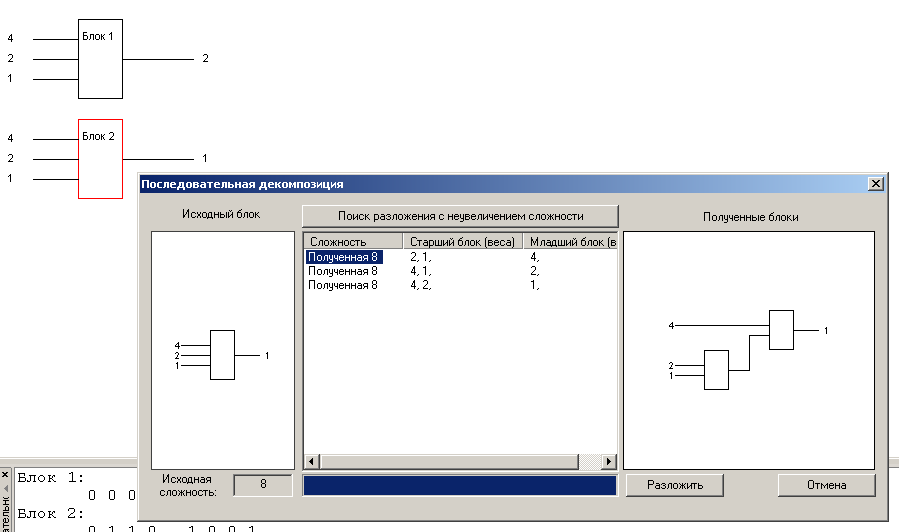 4
Блок 1
2
2
1
4
Блок 2
2
1
1
Последовательная декомпозиция
Исходный блок
Поиск разложения с неувеличением сложности
Полученные блоки
Сложность Старший блок (веса) Младший блок (в
Полученная 8 2, 1, 4,
Полученная 8 4, 1, 2,
Полученная 8 4, 2, 1,
4
2 1
1
4 1
2
1
Исходная
сложность:
8
Разложить
Отмена
Блок 1:
0 0 0
Блок 2:
0 1 1 0 1 0 0 1